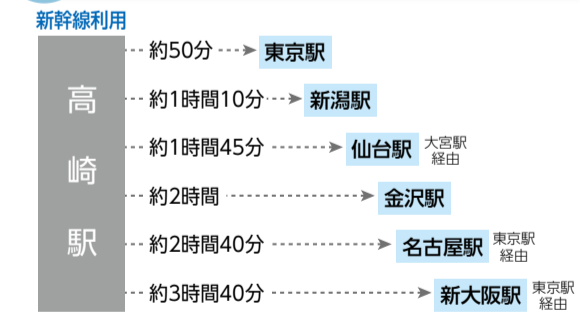 新幹線利用
高崎駅
約50分 東京駅
約1時間10分 新潟駅
約1時間45分 仙台駅 大宮駅経由
約2時間 金沢駅
約2時間40分 名古屋駅 東京駅経由
約3時間40分 新大阪駅 東京駅経由